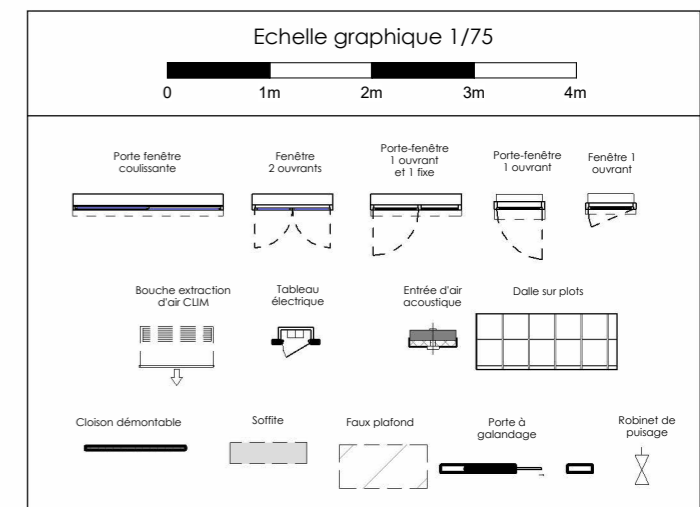 Echelle graphique 1/75
0 1m 2m 3m 4m
Porte fenêtre
coulissante
Fenêtre
2 ouvrants
Porte-fenêtre
1 ouvrant
et 1 fixe
Porte-fenêtre
1 ouvrant
Fenêtre 1
ouvrant
Bouche extraction
d'air CLIM
Tableau
électrique
Entrée d'air
acoustique
Dalle sur plots
Cloison démontable
Soffite
Faux plafond
Porte à
galandage
Robinet de
puisage